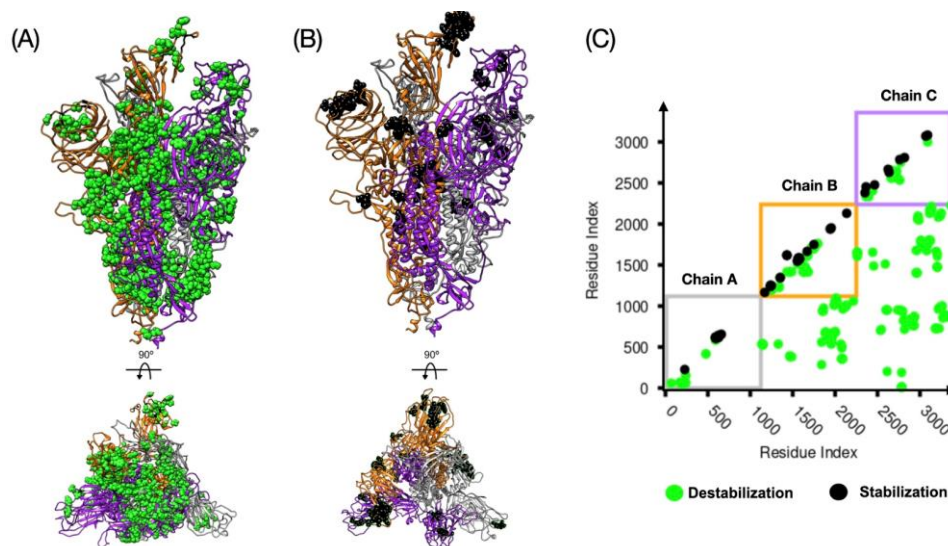 (A)
(B)
(C)
90°
90°
Chain A
Chain B
Chain C
3000
2500
2000
1500
1000
500
0
Residue Index
0
500
1000
1500
2000
2500
3000
Residue Index
Destabilization
Stabilization